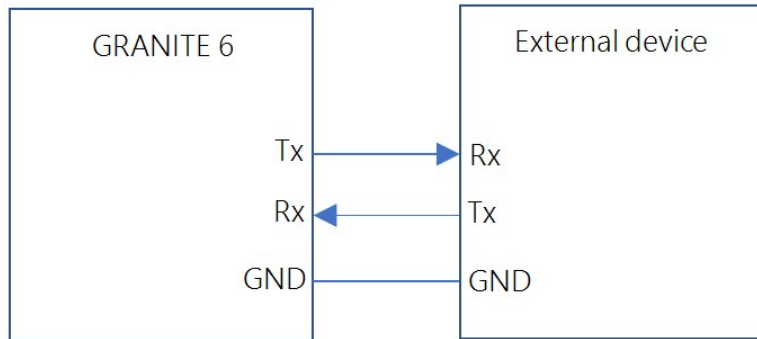 GRANITE 6
External device
Tx
Rx
Rx
Tx
GND
GND